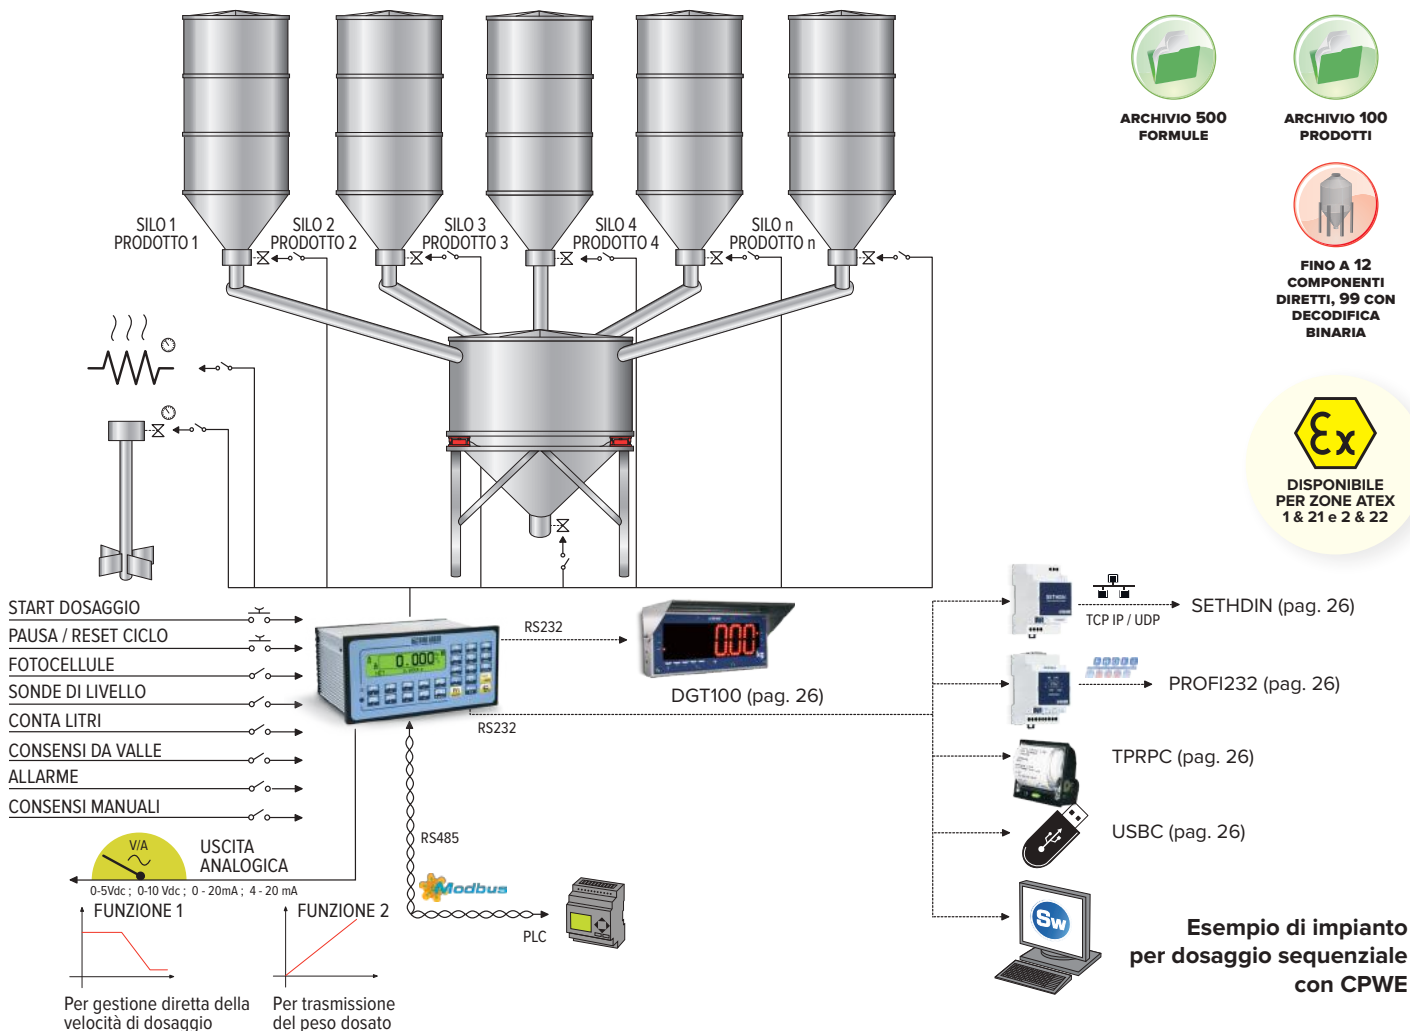 ARCHIVIO 500
FORMULE
ARCHIVIO 100
PRODOTTI
SILO 1
PRODOTTO 1
SILO 2
PRODOTTO 2
SILO 3
PRODOTTO 3
SILO 4
PRODOTTO 4
SILO n
PRODOTTO n
FINO A 12
COMPONENTI
DIRETTI, 99 CON
DECODIFICA
BINARIA
Ex
DISPONIBILE
PER ZONE ATEX
1 & 21 e 2 & 22
START DOSAGGIO
PAUSA / RESET CICLO
FOTOCELLULE
SONDE DI LIVELLO
CONTA LITRI
CONSENSI DA VALLE
ALLARME
CONSENSI MANUALI
0.000
RS232
0.00
DGT100 (pag. 26)
RS232
TCP IP / UDP
SETHDIN (pag. 26)
PROFI232 (pag. 26)
TPRPC (pag. 26)
USBC (pag. 26)
Sw
RS485
Modbus
PLC
V/A
USCITA
ANALOGICA
0-5Vdc ; 0-10 Vdc ; 0 - 20mA ; 4 - 20 mA
FUNZIONE 1
Per gestione diretta della
velocità di dosaggio
FUNZIONE 2
Per trasmissione
del peso dosato
Esempio di impianto
per dosaggio sequenziale
con CPWE